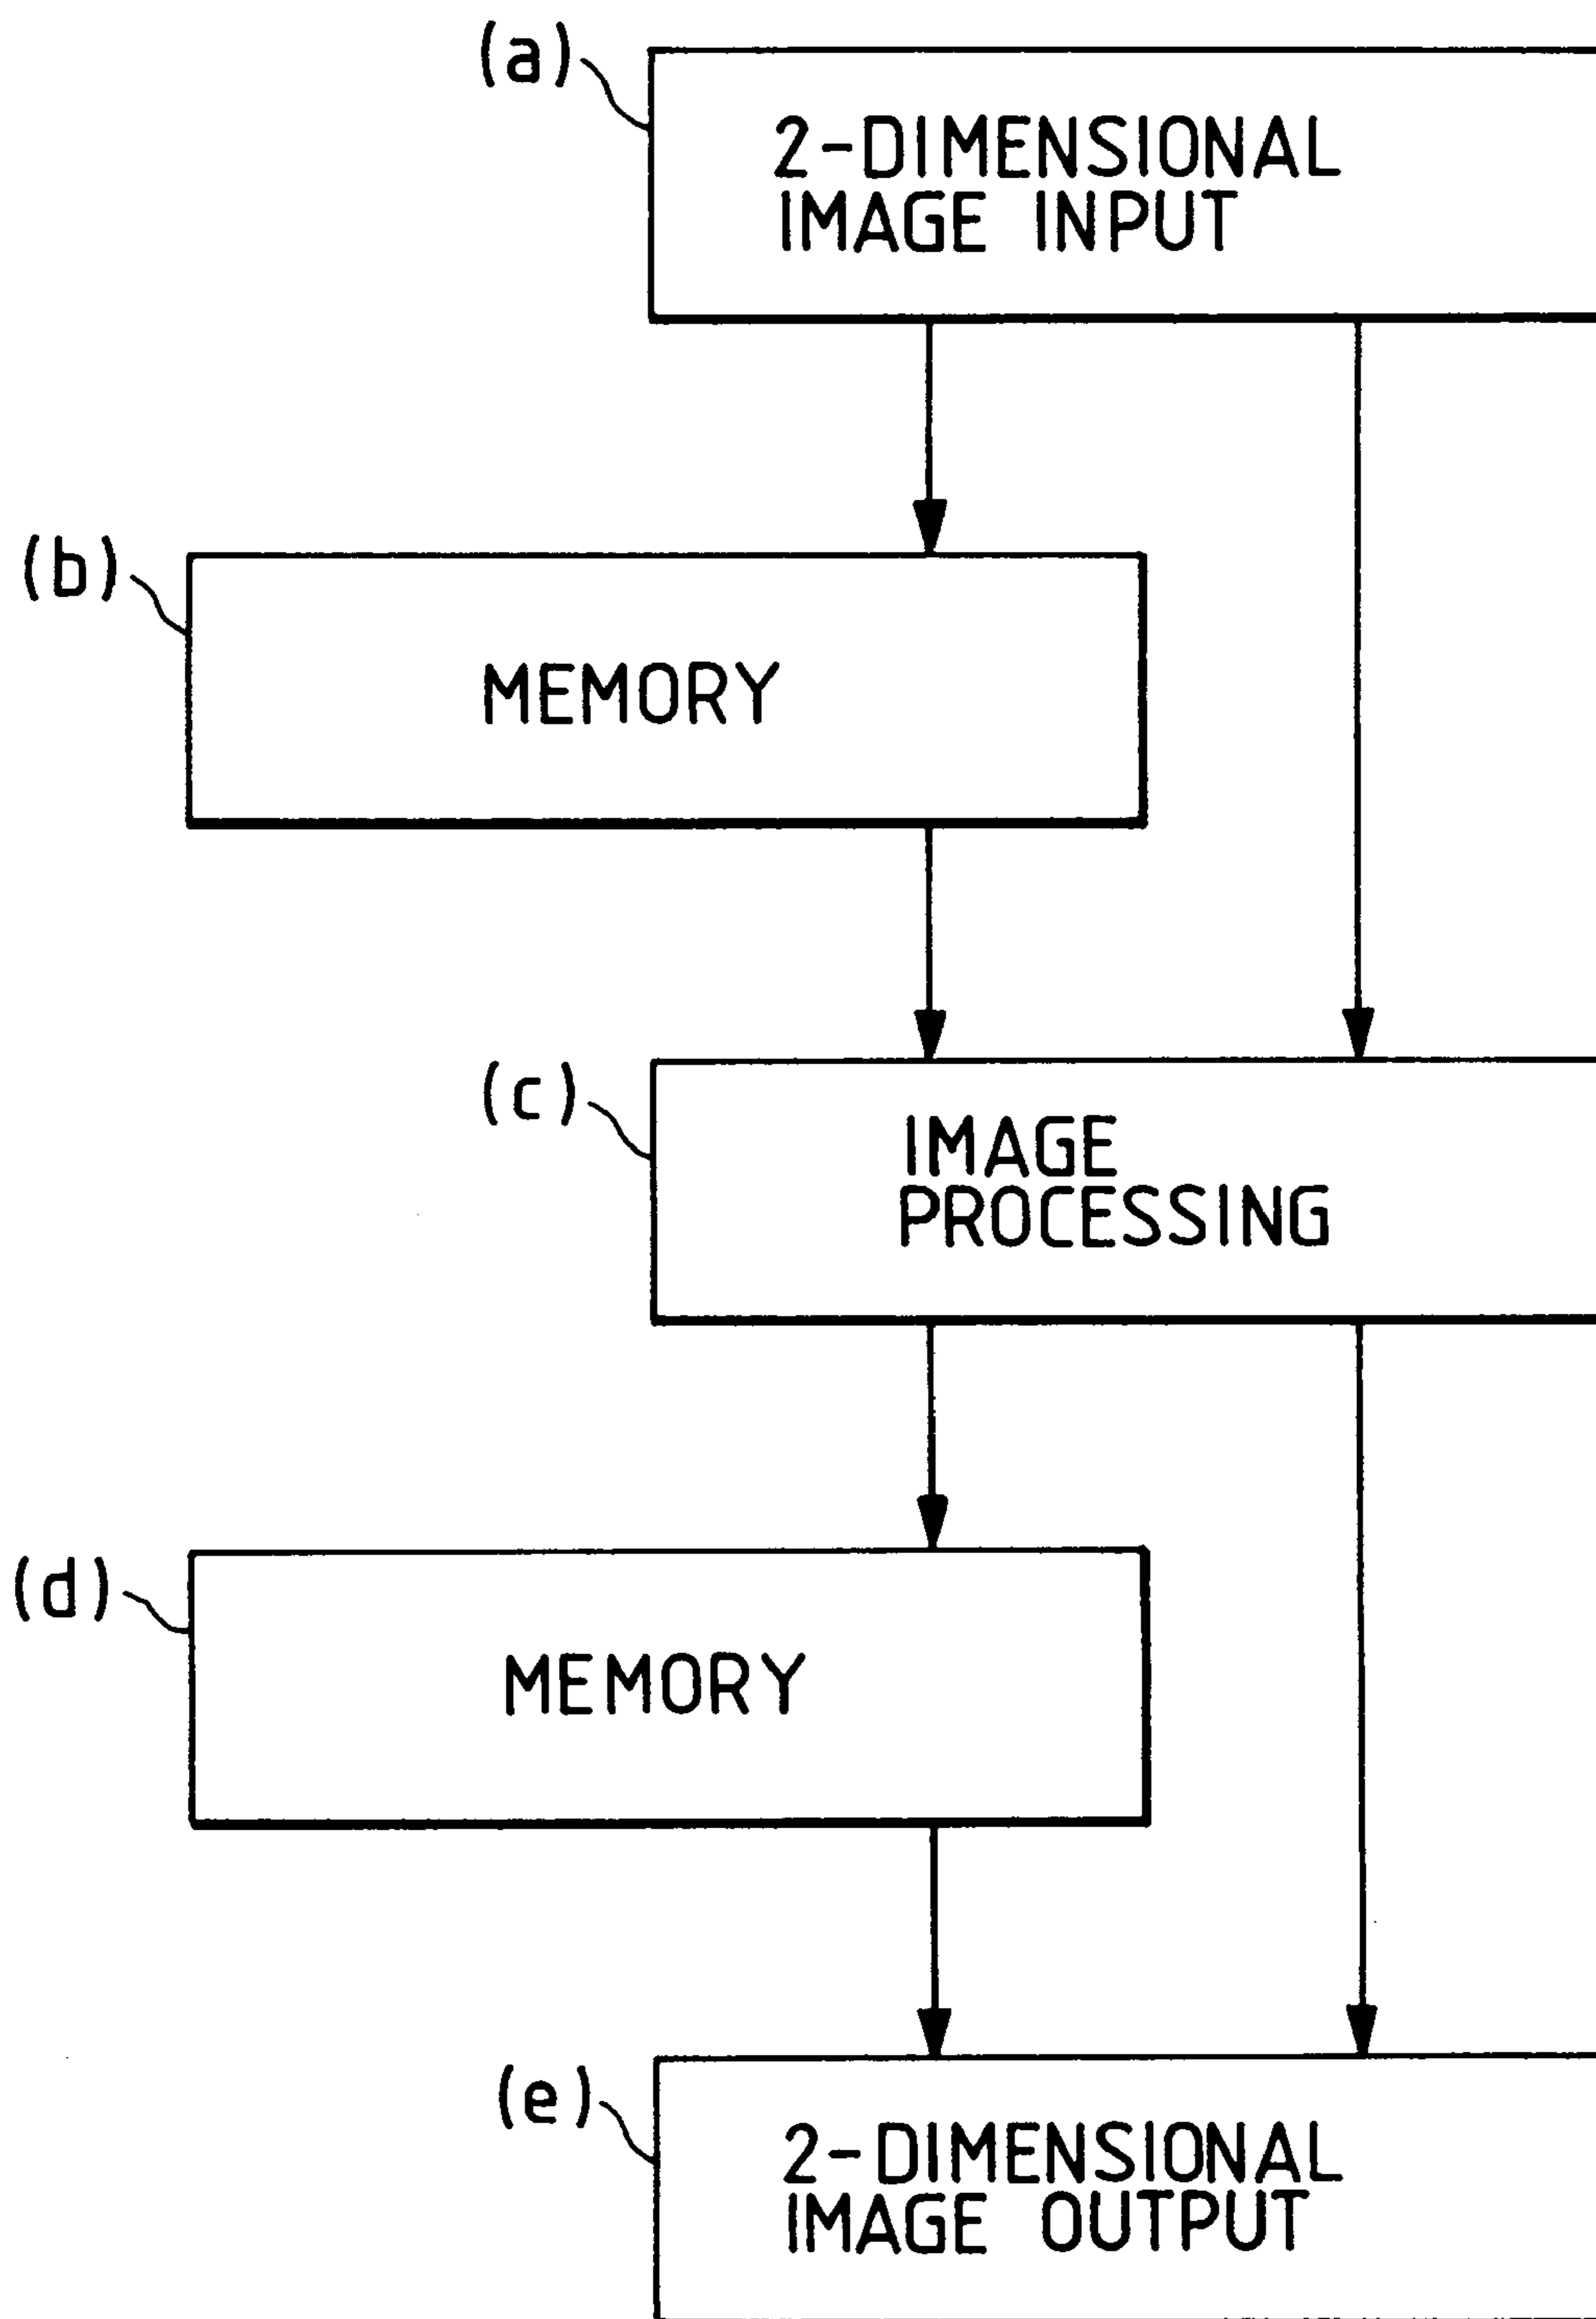 (a)
2-DIMENSIONAL
IMAGE INPUT
(b)
MEMORY
(c)
IMAGE
PROCESSING
(d)
MEMORY
(e)
2-DIMENSIONAL
IMAGE OUTPUT